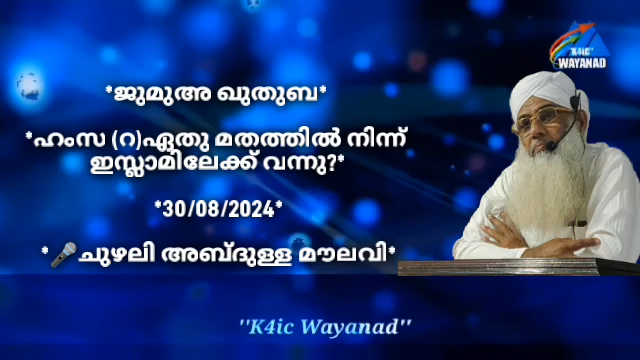 "K4IC"
WAYANAD
*ജുമുഅ ഖുതുബ*
*ഹംസ (റ)ഏതു മതത്തിൽ നിന്ന്
ഇസ്ലാമിലേക്ക് വന്നു?*
*30/08/2024*
*🎤ചുഴലി അബ്ദുള്ള മൗലവി*
"K4ic Wayanad"